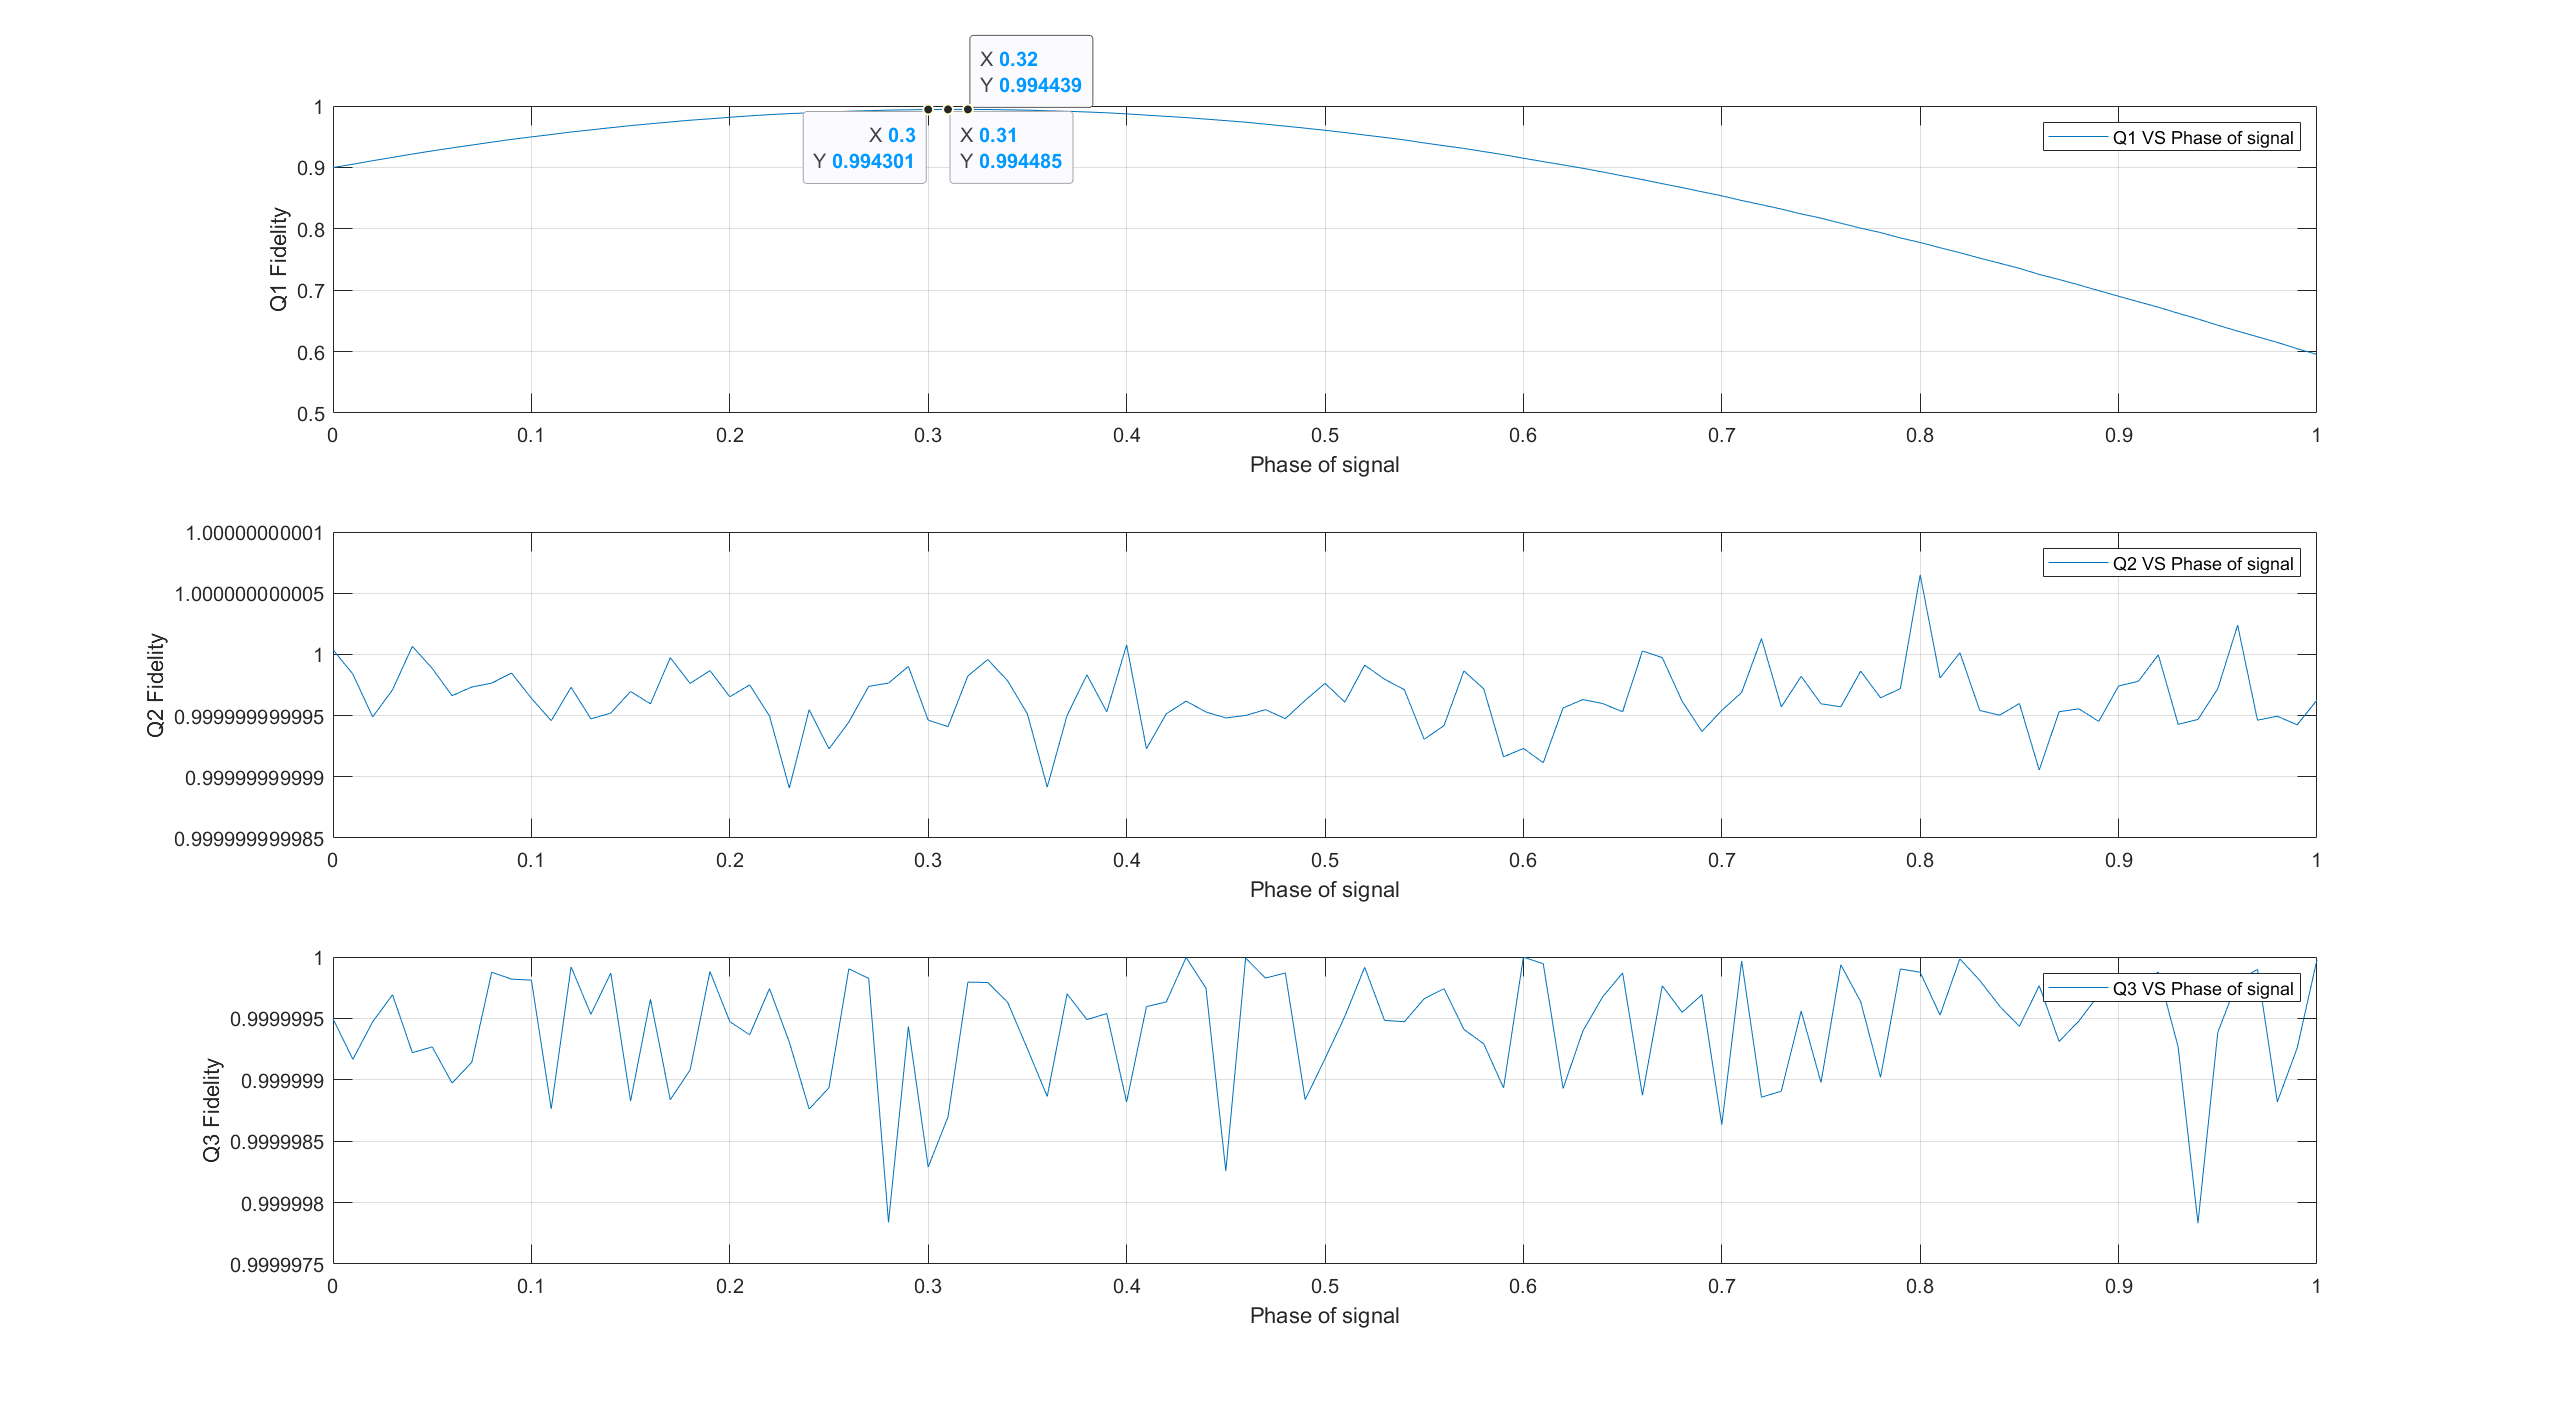 X 0.32
Y 0.994439
X 0.3
Y 0.994301
X 0.31
Y 0.994485
Q1 VS Phase of signal
1
0.9
0.8
0.7
0.6
0.5
Q1 Fidelity
0 0.1 0.2 0.3 0.4 0.5 0.6 0.7 0.8 0.9 1
Phase of signal
Q2 VS Phase of signal
1.00000000001
1.000000000005
1
0.999999999995
0.99999999999
0.999999999985
Q2 Fidelity
0 0.1 0.2 0.3 0.4 0.5 0.6 0.7 0.8 0.9 1
Phase of signal
Q3 VS Phase of signal
1
0.9999995
0.999999
0.9999985
0.999998
0.9999975
Q3 Fidelity
0 0.1 0.2 0.3 0.4 0.5 0.6 0.7 0.8 0.9 1
Phase of signal